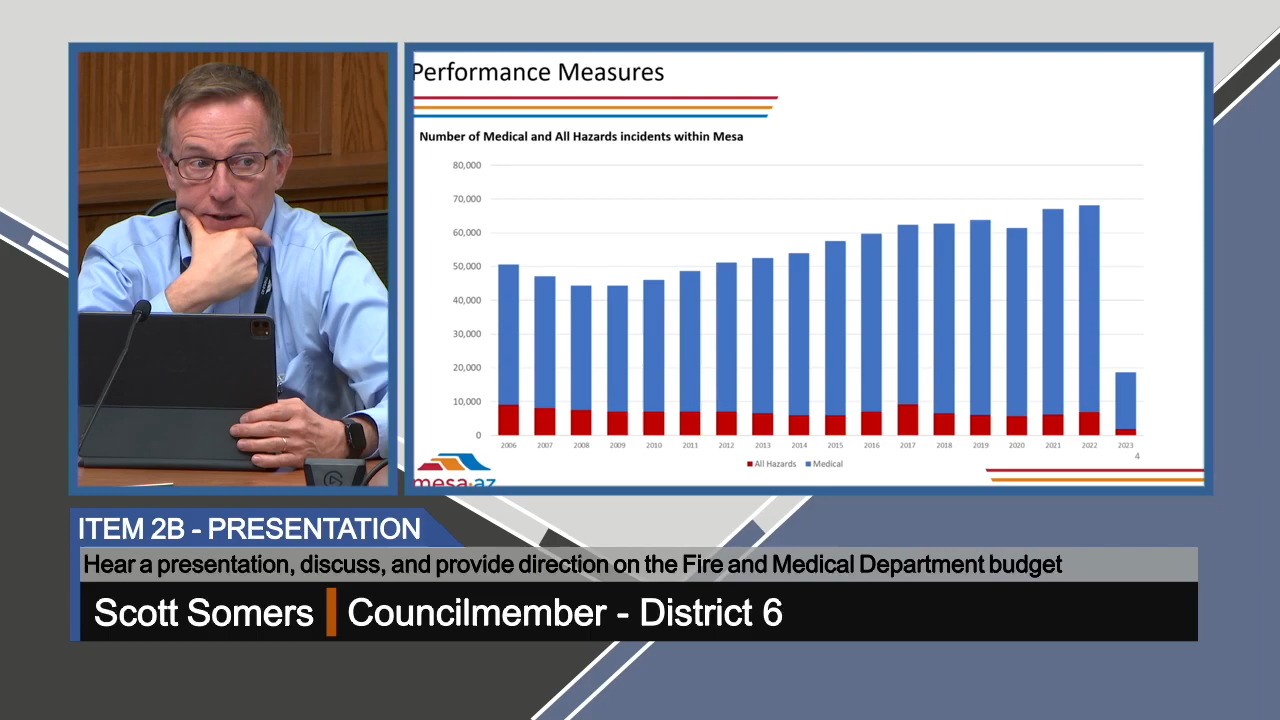 Performance Measures
Number of Medical and All Hazards incidents within Mesa
80,000
70,000
60,000
50,000
40,000
30,000
20,000
10,000
0
2006 2007 2008 2009 2010 2011 2012 2013 2014 2015 2016 2017 2018 2019 2020 2021 2022 2023
4
All Hazards Medical
mesa·az
ITEM 2B - PRESENTATION
Hear a presentation, discuss, and provide direction on the Fire and Medical Department budget
Scott Somers Councilmember - District 6